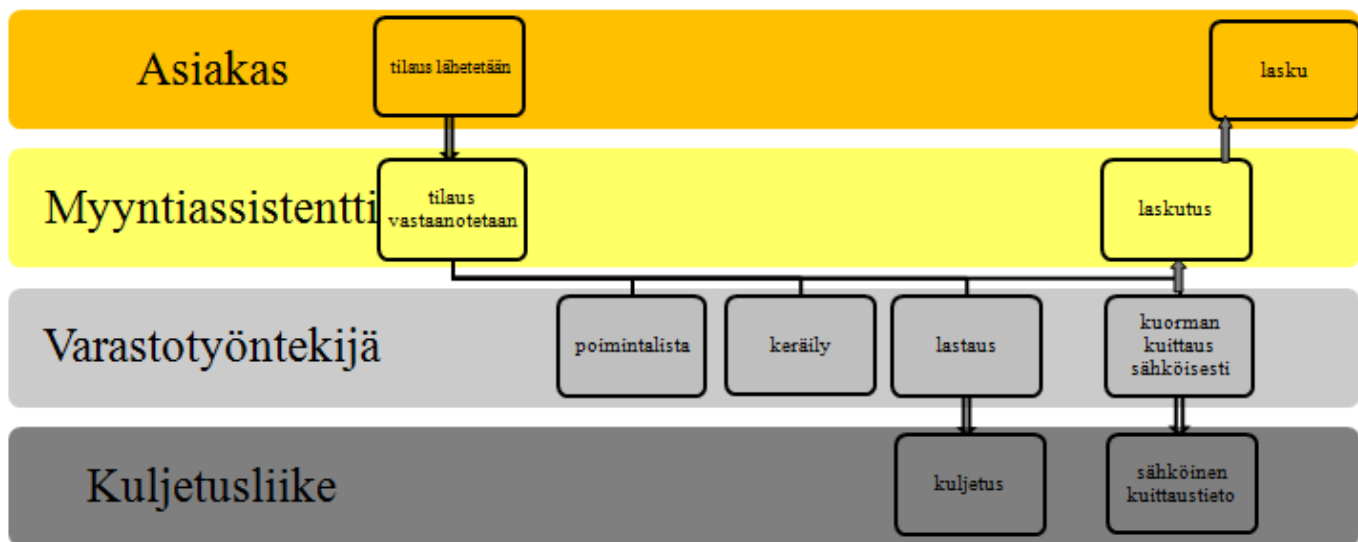 Asiakas
tilaus lähetetään
lasku
Myyntiassistentti
tilaus
vastaanotetaan
laskutus
Varastotyöntekijä
poimintalista
keräily
lastaus
kuorman
kuittaus
sähköisesti
Kuljetusliike
kuljetus
sähköinen
kuittaustieto